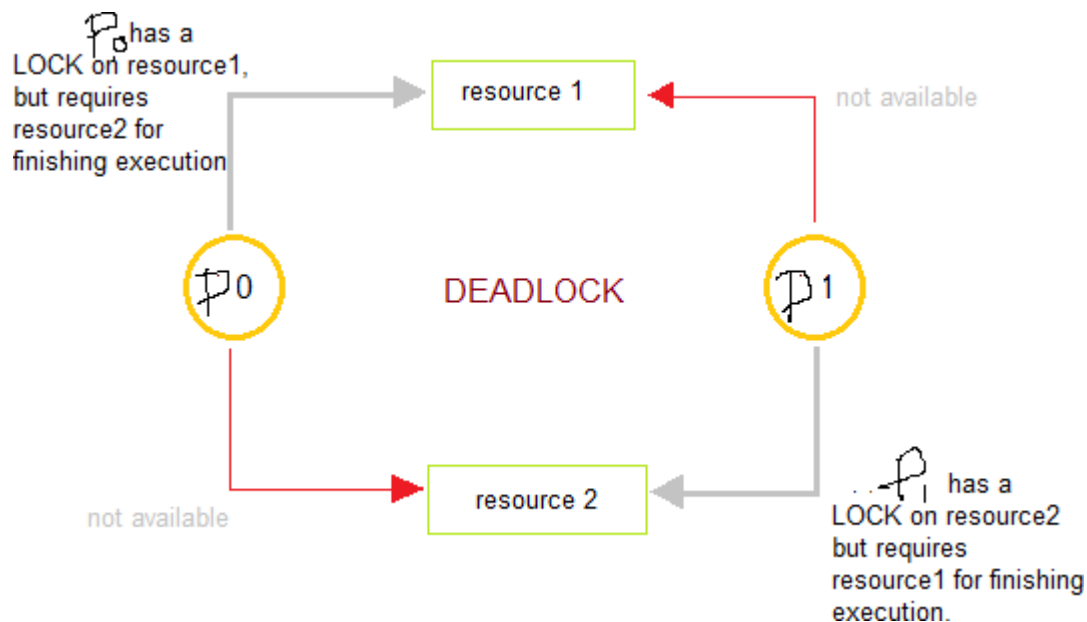 P0 has a
LOCK on resource1,
but requires
resource2 for
finishing execution
resource 1
not available
P0
DEADLOCK
P1
resource 2
not available
P1 has a
LOCK on resource2
but requires
resource1 for finishing
execution.